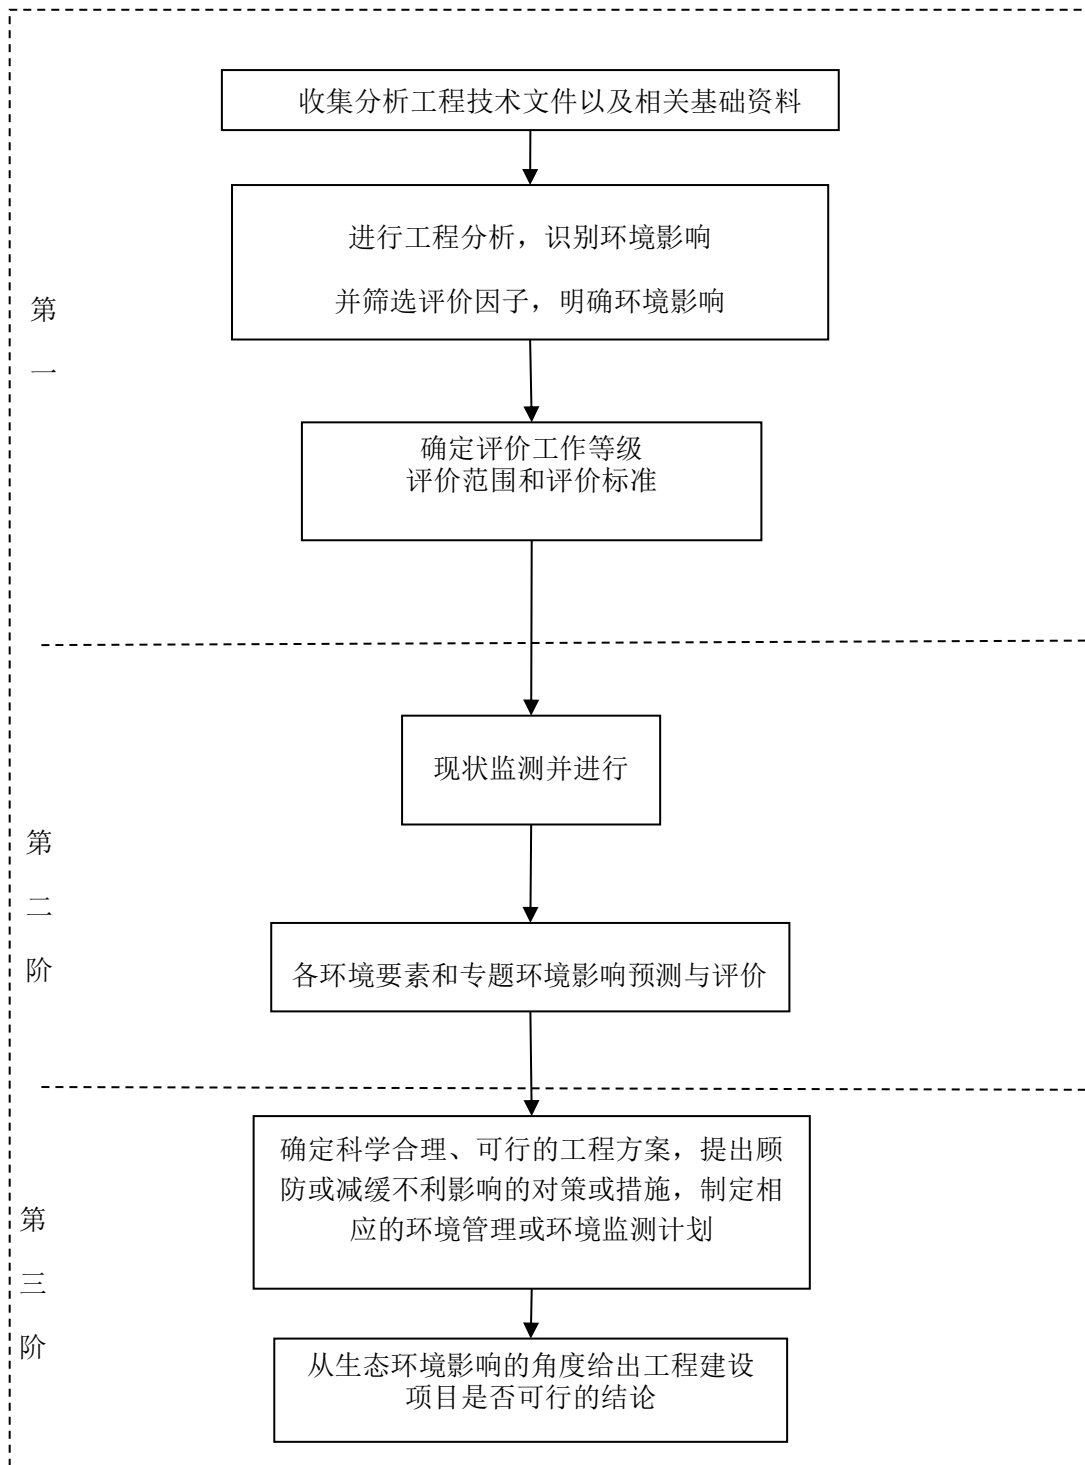 收集分析工程技术文件以及相关基础资料
进行工程分析，识别环境影响
并筛选评价因子，明确环境影响
第
一
确定评价工作等级
评价范围和评价标准
现状监测并进行
第
二
阶
各环境要素和专题环境影响预测与评价
确定科学合理、可行的工程方案，提出顾
防或减缓不利影响的对策或措施，制定相
应的环境管理或环境监测计划
第
三
阶
从生态环境影响的角度给出工程建设
项目是否可行的结论